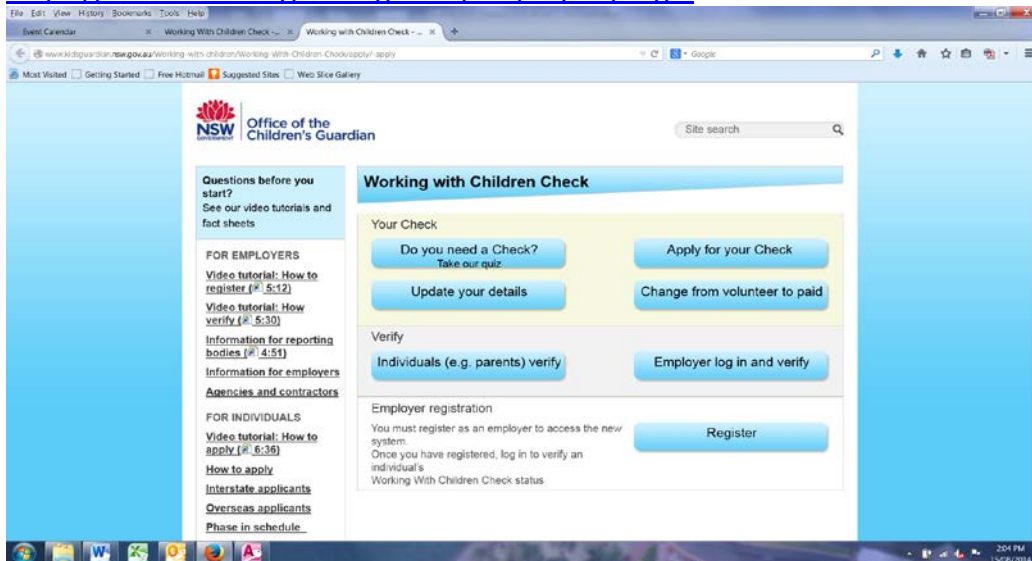 File Edit View History Bookmarks Tools Help
Event Calendar
Working With Children Check -...
Working with Children Check - ...
www.kidsguardian.nsw.gov.au/Working-with-children/Working-With-Children-Check/apply/apply
Google
Most Visited Getting Started Free Hotmail Suggested Sites Web Slice Gallery
NSW
GOVERNMENT
Office of the
Children's Guardian
Site search
Questions before you
start?
See our video tutorials and
fact sheets
FOR EMPLOYERS
Video tutorial: How to
register ( 5:12)
Video tutorial: How
verify ( 5:30)
Information for reporting
bodies ( 4:51)
Information for employers
Agencies and contractors
FOR INDIVIDUALS
Video tutorial: How to
apply ( 6:36)
How to apply
Interstate applicants
Overseas applicants
Phase in schedule
Working with Children Check
Your Check
Do you need a Check?
Take our quiz
Apply for your Check
Update your details
Change from volunteer to paid
Verify
Individuals (e.g. parents) verify
Employer log in and verify
Employer registration
You must register as an employer to access the new
system.
Once you have registered, log in to verify an
individual's
Working With Children Check status
Register
2:04 PM
15/08/2014